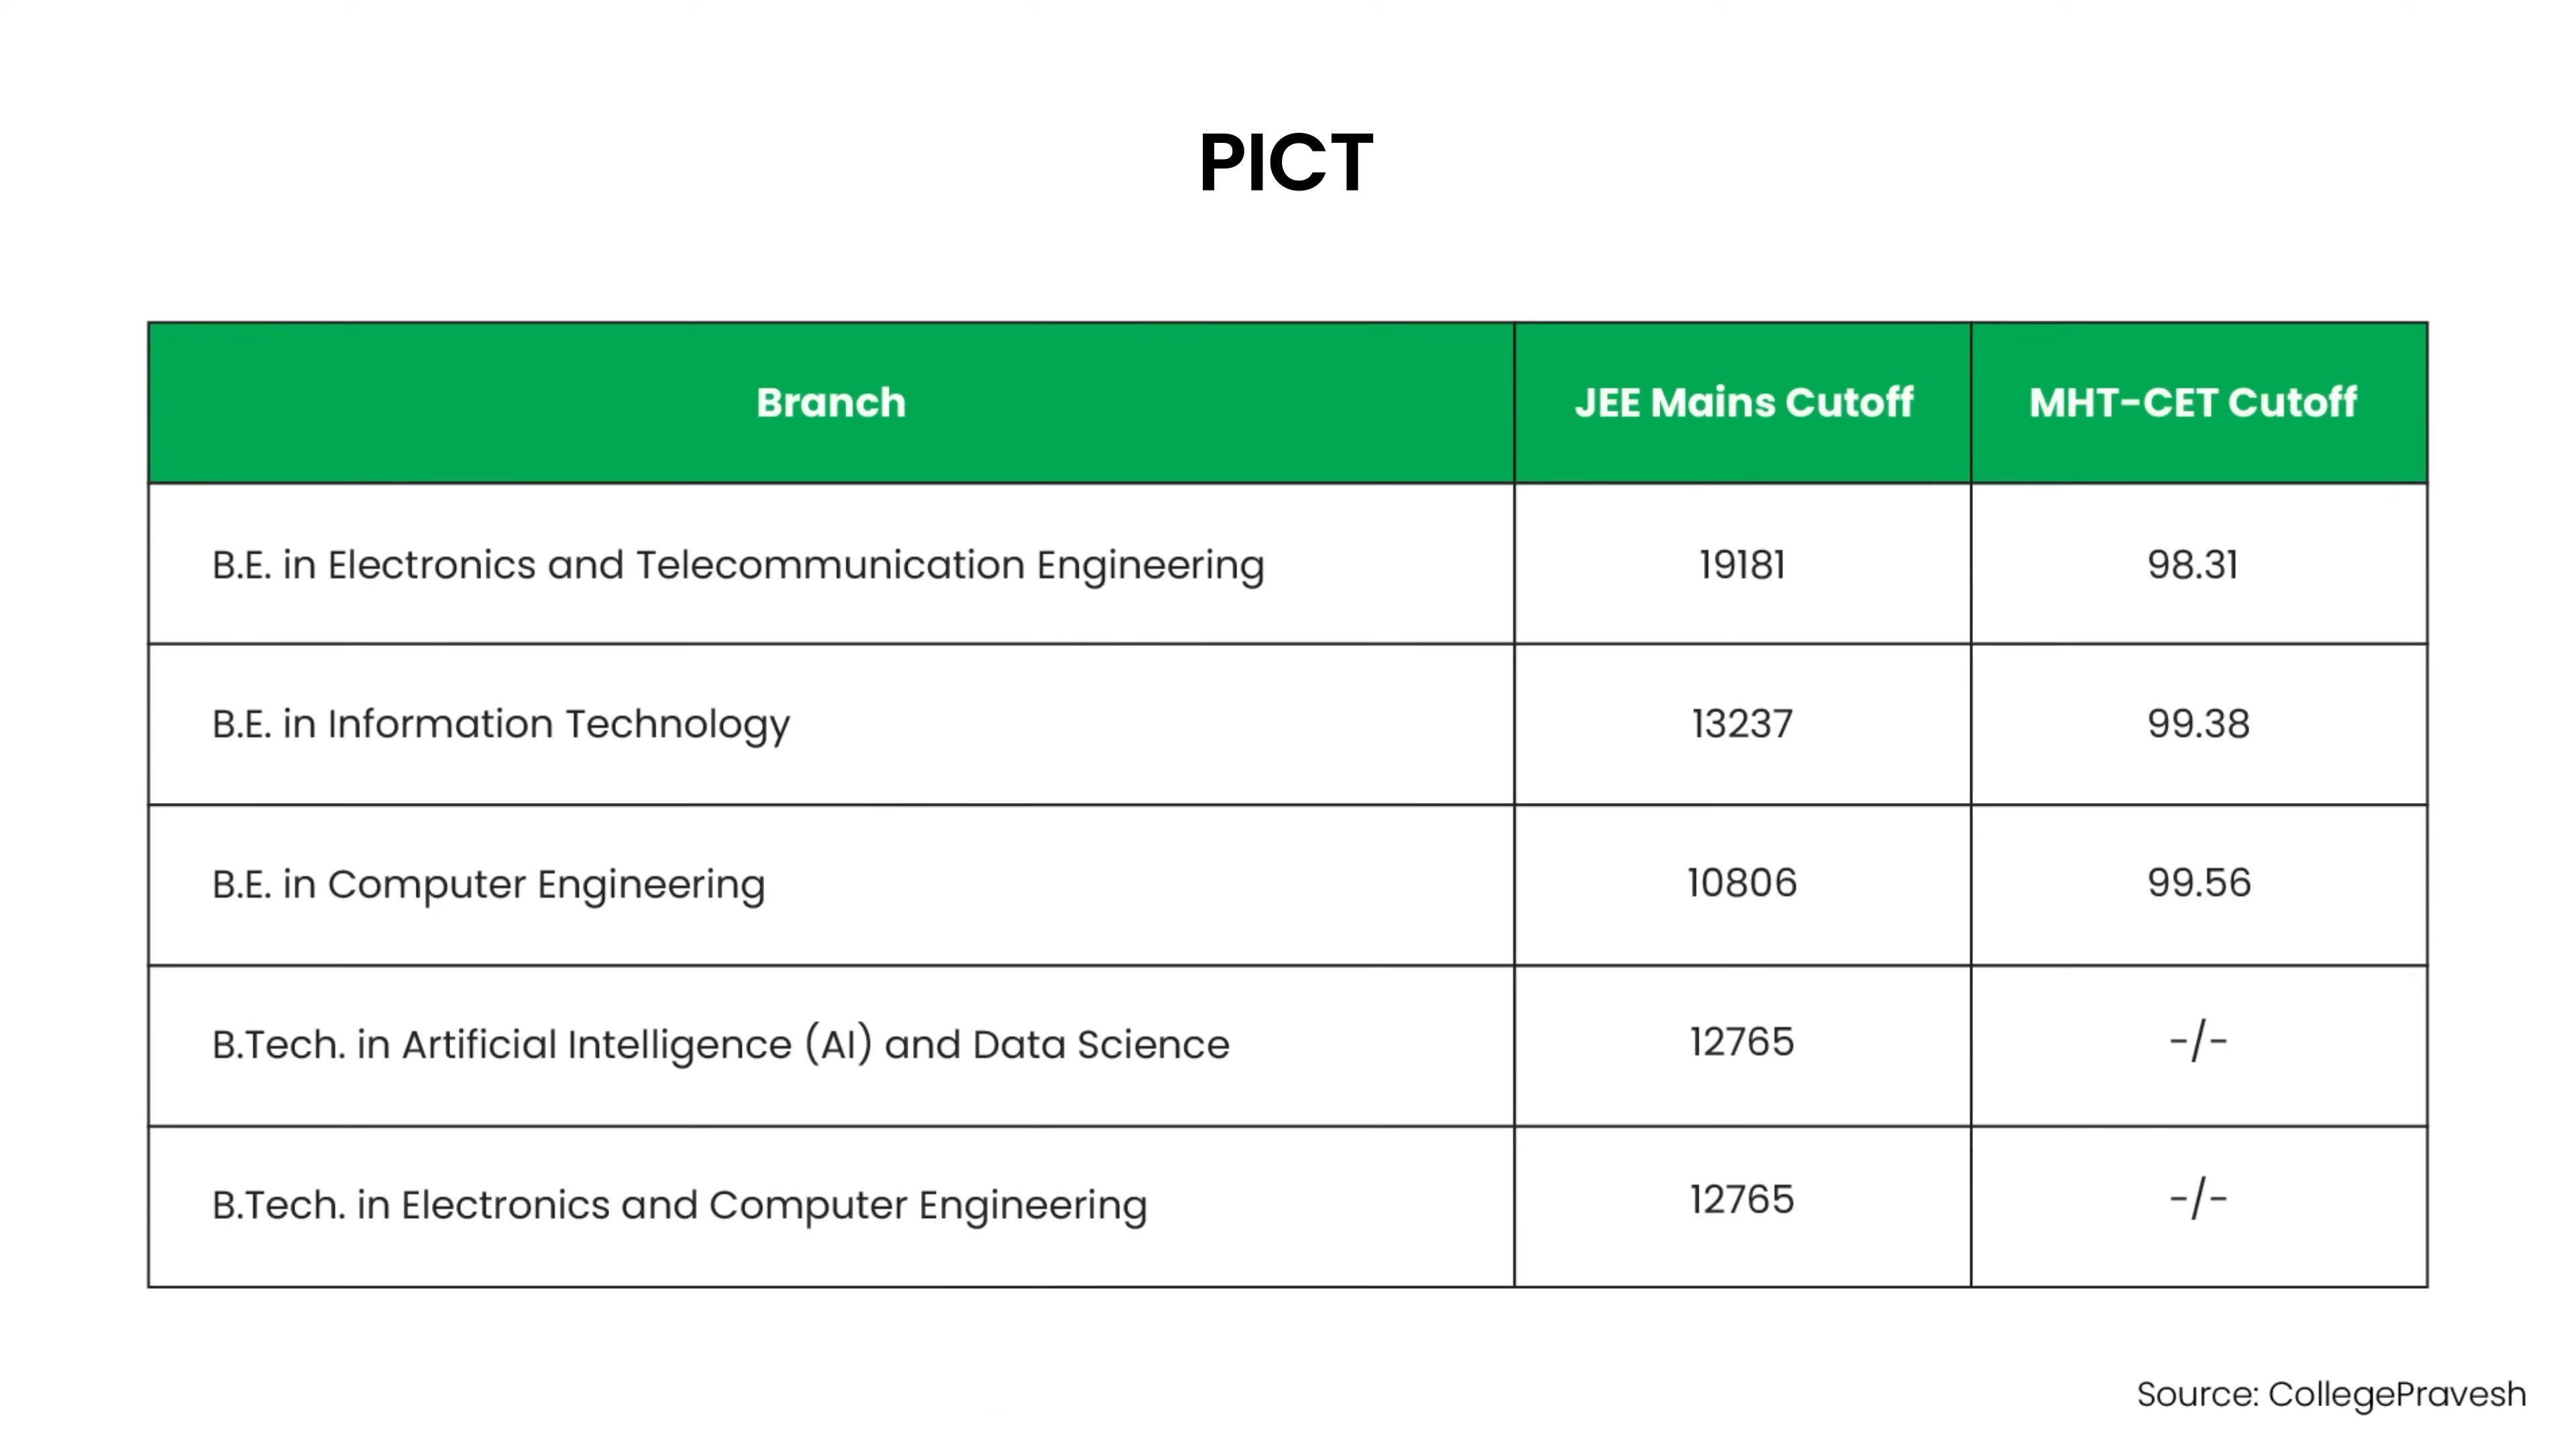 PICT
Branch JEE Mains Cutoff MHT-CET Cutoff
B.E. in Electronics and Telecommunication Engineering 19181 98.31
B.E. in Information Technology 13237 99.38
B.E. in Computer Engineering 10806 99.56
B.Tech. in Artificial Intelligence (AI) and Data Science 12765 -/-
B.Tech. in Electronics and Computer Engineering 12765 -/-
Source: CollegePravesh